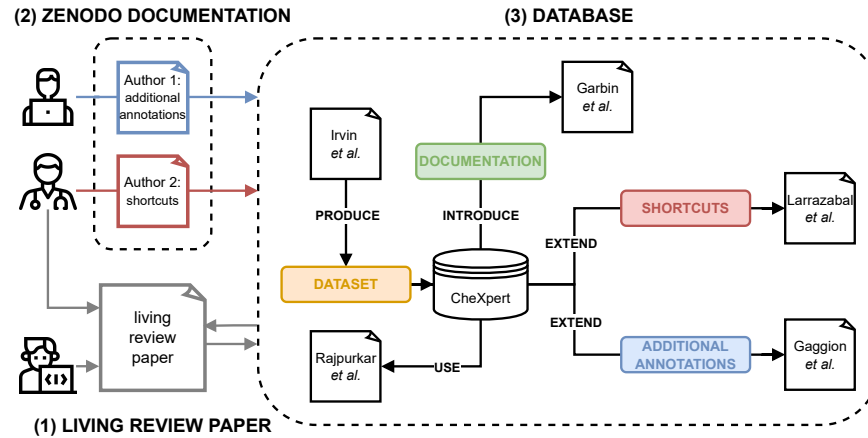 (2) ZENODO DOCUMENTATION
(3) DATABASE
Author 1:
additional
annotations
Author 2:
shortcuts
living
review
paper
(1) LIVING REVIEW PAPER
Irvin
et al.
PRODUCE
DATASET
CheXpert
INTRODUCE
DOCUMENTATION
Garbin
et al.
USE
Rajpurkar
et al.
EXTEND
SHORTCUTS
Larrazabal
et al.
EXTEND
ADDITIONAL
ANNOTATIONS
Gaggion
et al.